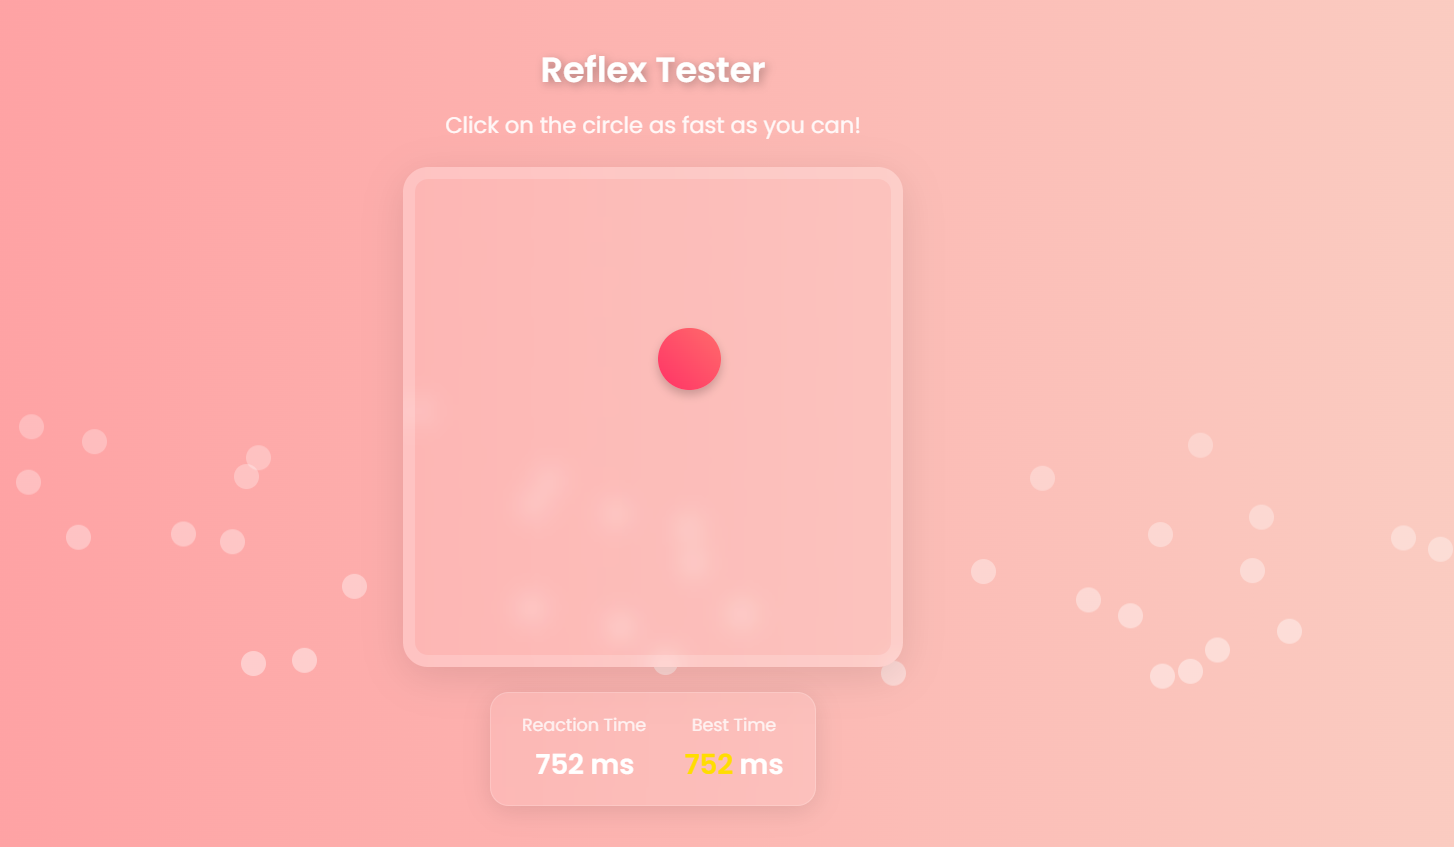 Reflex Tester
Click on the circle as fast as you can!
Reaction Time
752 ms
Best Time
752 ms